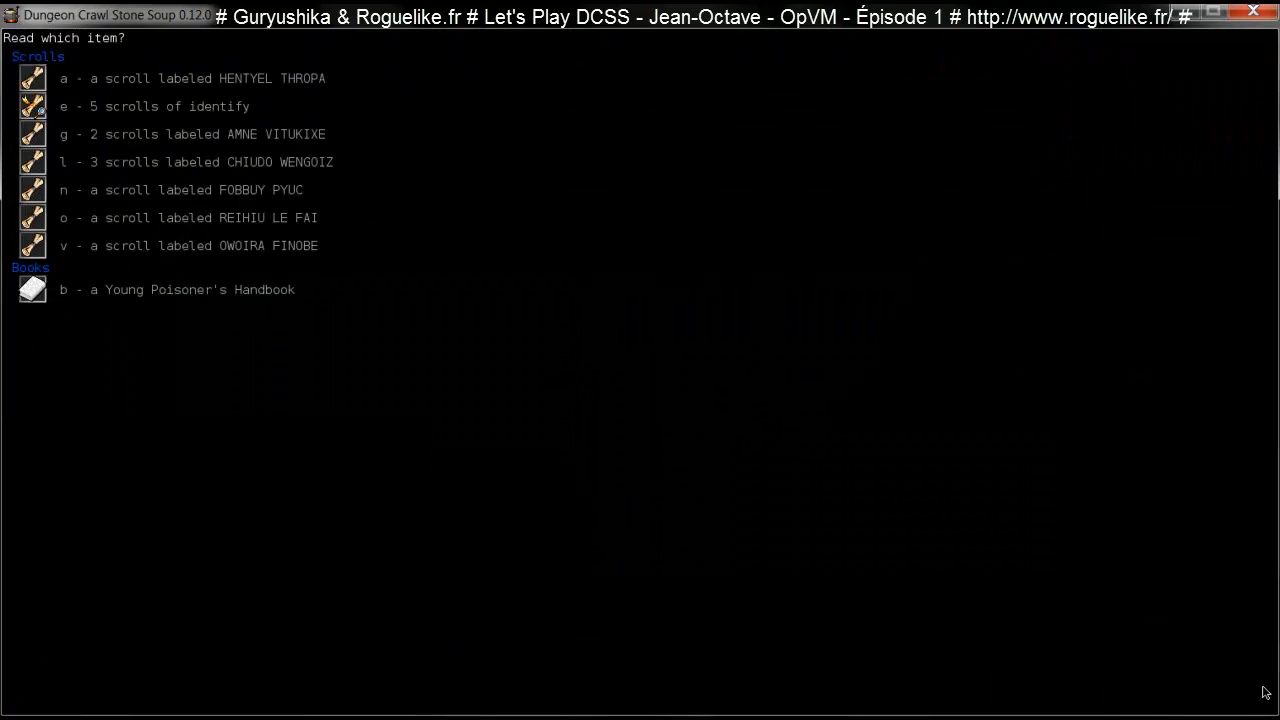 Dungeon Crawl Stone Soup 0.12.0
# Guryushika & Roguelike.fr # Let's Play DCSS - Jean-Octave - OpVM - Épisode 1 # http://www.roguelike.fr/ #
Read which item?
Scrolls
a - a scroll labeled HENTYEL THROPA
e - 5 scrolls of identify
g - 2 scrolls labeled AMNE VITUKIXE
l - 3 scrolls labeled CHIUDO WENGOIZ
n - a scroll labeled FOBBUY PYUC
o - a scroll labeled REIHIU LE FAI
v - a scroll labeled OWOIRA FINOBE
Books
b - a Young Poisoner's Handbook